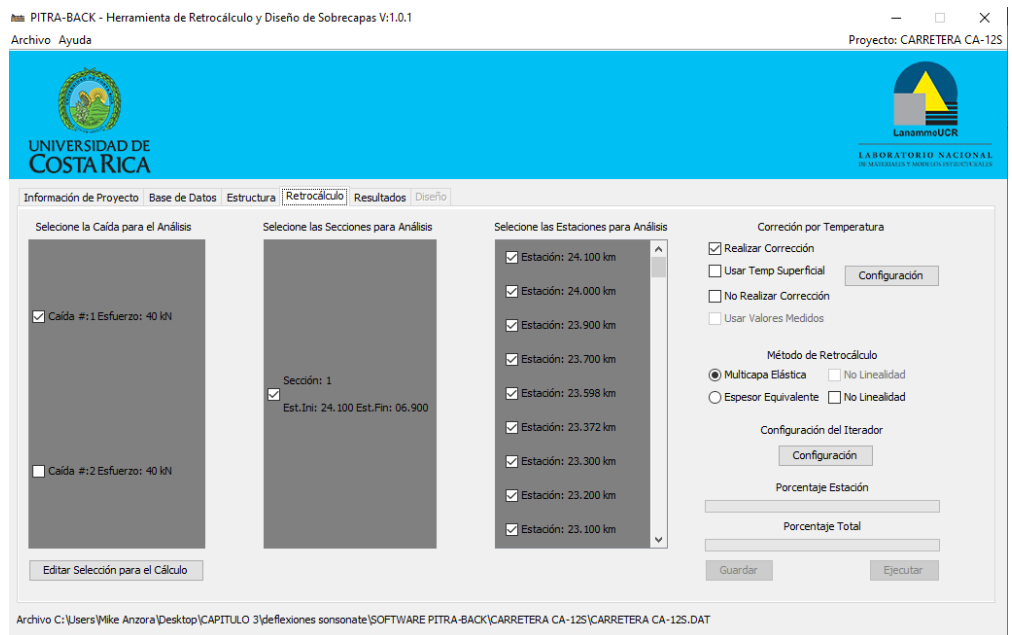 PITRA-BACK - Herramienta de Retrocálculo y Diseño de Sobrecapas V:1.0.1
Archivo Ayuda
Proyecto: CARRETERA CA-12S
UNIVERSIDAD DE
COSTA RICA
LanammeUCR
LABORATORIO NACIONAL
DE MATERIALES Y MODELOS ESTRUCTURALES
Información de Proyecto Base de Datos Estructura Retrocálculo Resultados Diseño
Selecione la Caída para el Análisis
Caída #:1 Esfuerzo: 40 kN
Caída #:2 Esfuerzo: 40 kN
Editar Selección para el Cálculo
Selecione las Secciones para Análisis
Sección: 1
Est.Ini: 24.100 Est.Fin: 06.900
Selecione las Estaciones para Análisis
Estación: 24.100 km
Estación: 24.000 km
Estación: 23.900 km
Estación: 23.700 km
Estación: 23.598 km
Estación: 23.372 km
Estación: 23.300 km
Estación: 23.200 km
Estación: 23.100 km
Correción por Temperatura
Realizar Corrección
Usar Temp Superficial
Configuración
No Realizar Corrección
Usar Valores Medidos
Método de Retrocálculo
Multicapa Elástica No Linealidad
Espesor Equivalente No Linealidad
Configuración del Iterador
Configuración
Porcentaje Estación
Porcentaje Total
Guardar Ejecutar
Archivo C:\Users\Mike Anzora\Desktop\CAPITULO 3\deflexiones sonsonate\SOFTWARE PITRA-BACK\CARRETERA CA-12S\CARRETERA CA-12S.DAT